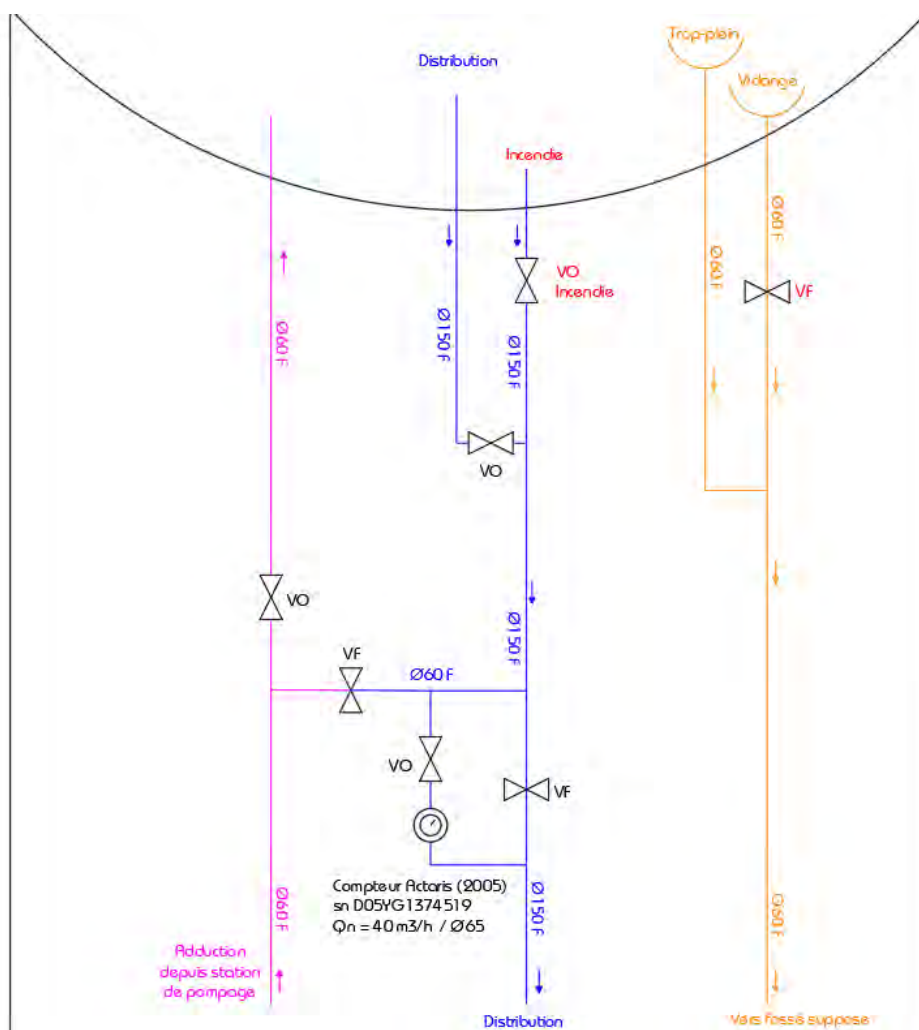 Trop-plein
Vidange
Distribution
Incendie
Ø60 F
Ø60 F
VO
Incendie
VF
Ø60 F
Ø150 F
Ø150 F
VO
VO
Ø150 F
VF
Ø60 F
VO
VF
Compteur Actaris (2005)
sn D05YG1374519
Qn = 40 m3/h / Ø65
Ø60 F
Ø150 F
Ø60 F
Adduction
depuis station
de pompage
Distribution
Vers fossé supposé